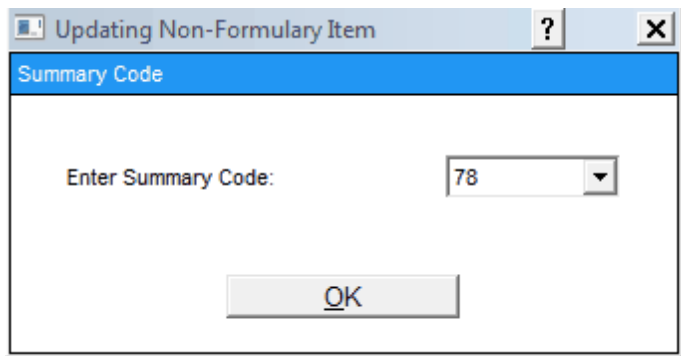 Updating Non-Formulary Item ?
Summary Code
Enter Summary Code: 78
OK